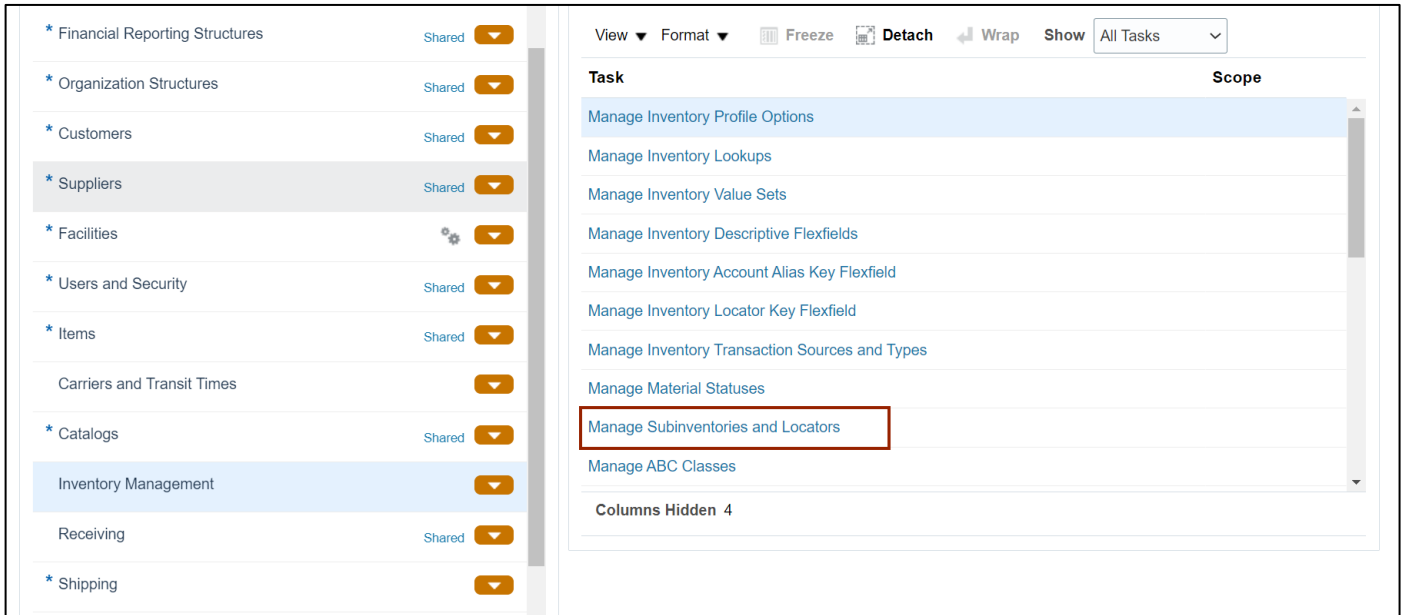 * Financial Reporting Structures Shared
* Organization Structures Shared
* Customers Shared
* Suppliers Shared
* Facilities
* Users and Security Shared
* Items Shared
Carriers and Transit Times
* Catalogs Shared
Inventory Management
Receiving Shared
* Shipping
View Format Freeze Detach Wrap Show All Tasks
Task Scope
Manage Inventory Profile Options
Manage Inventory Lookups
Manage Inventory Value Sets
Manage Inventory Descriptive Flexfields
Manage Inventory Account Alias Key Flexfield
Manage Inventory Locator Key Flexfield
Manage Inventory Transaction Sources and Types
Manage Material Statuses
Manage Subinventories and Locators
Manage ABC Classes
Columns Hidden 4